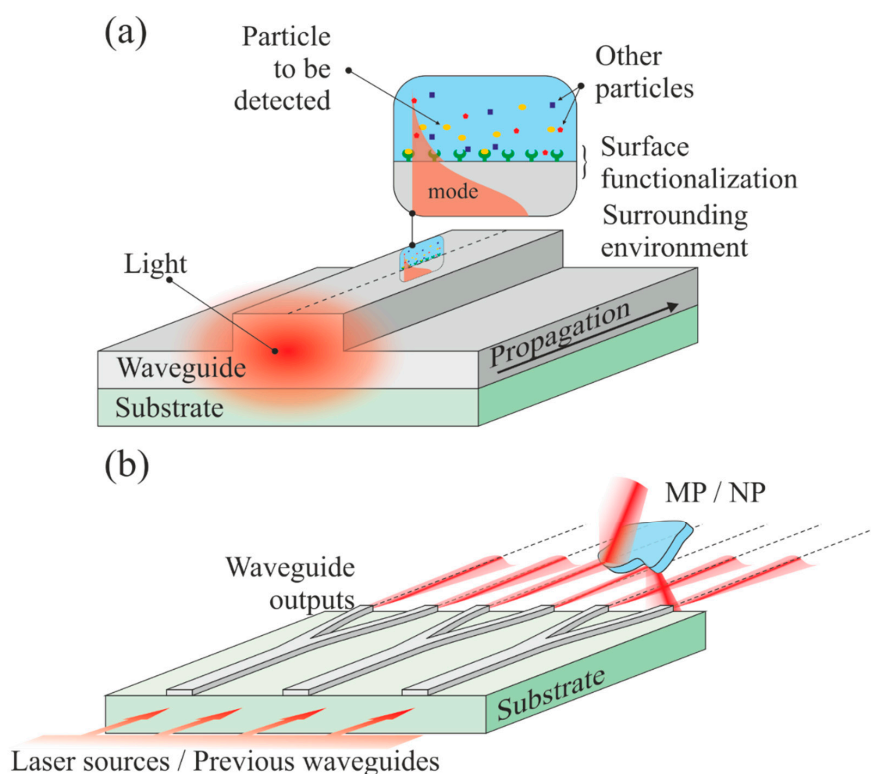 (a)
Particle
to be
detected
Other
particles
Surface
functionalization
mode
Surrounding
environment
Light
Propagation
Waveguide
Substrate
(b)
MP / NP
Waveguide
outputs
Substrate
Laser sources / Previous waveguides